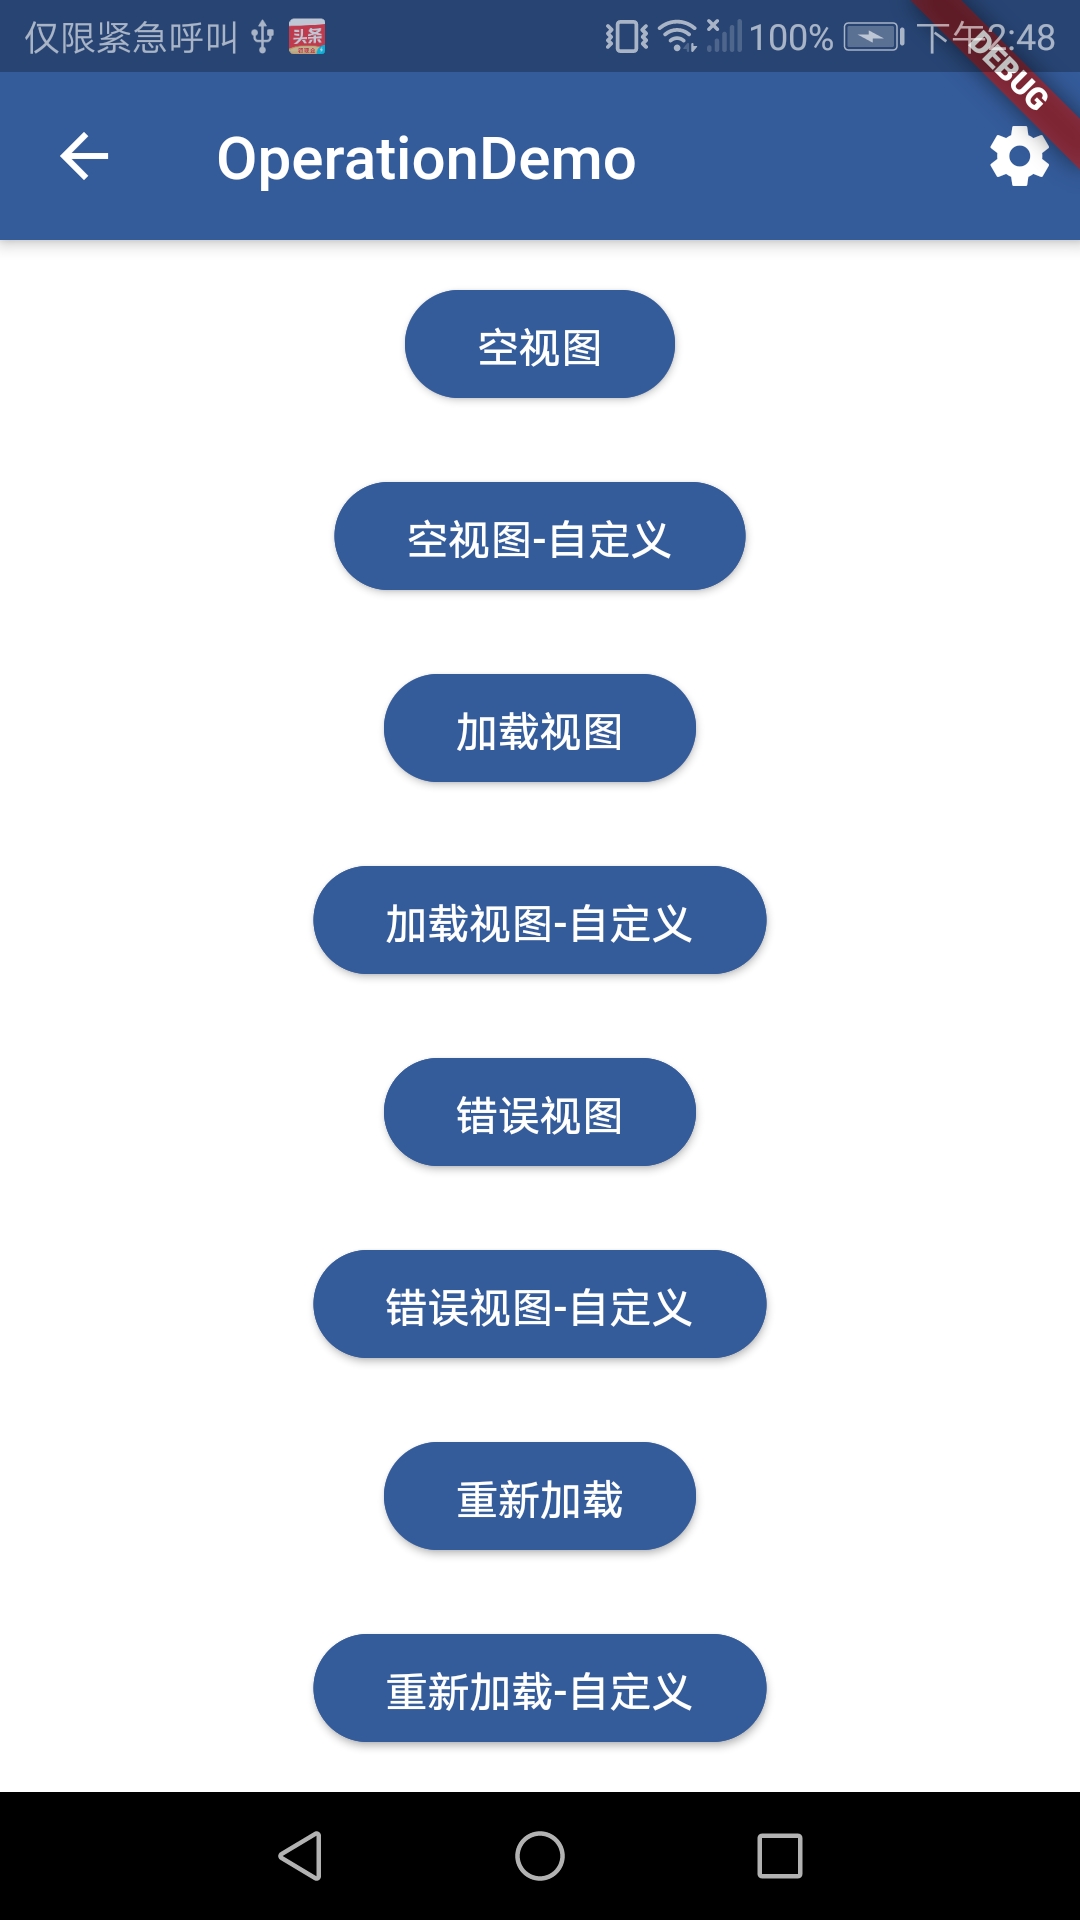 仅限紧急呼叫 头条 100% 下午2:48
DEBUG
OperationDemo
空视图
空视图-自定义
加载视图
加载视图-自定义
错误视图
错误视图-自定义
重新加载
重新加载-自定义